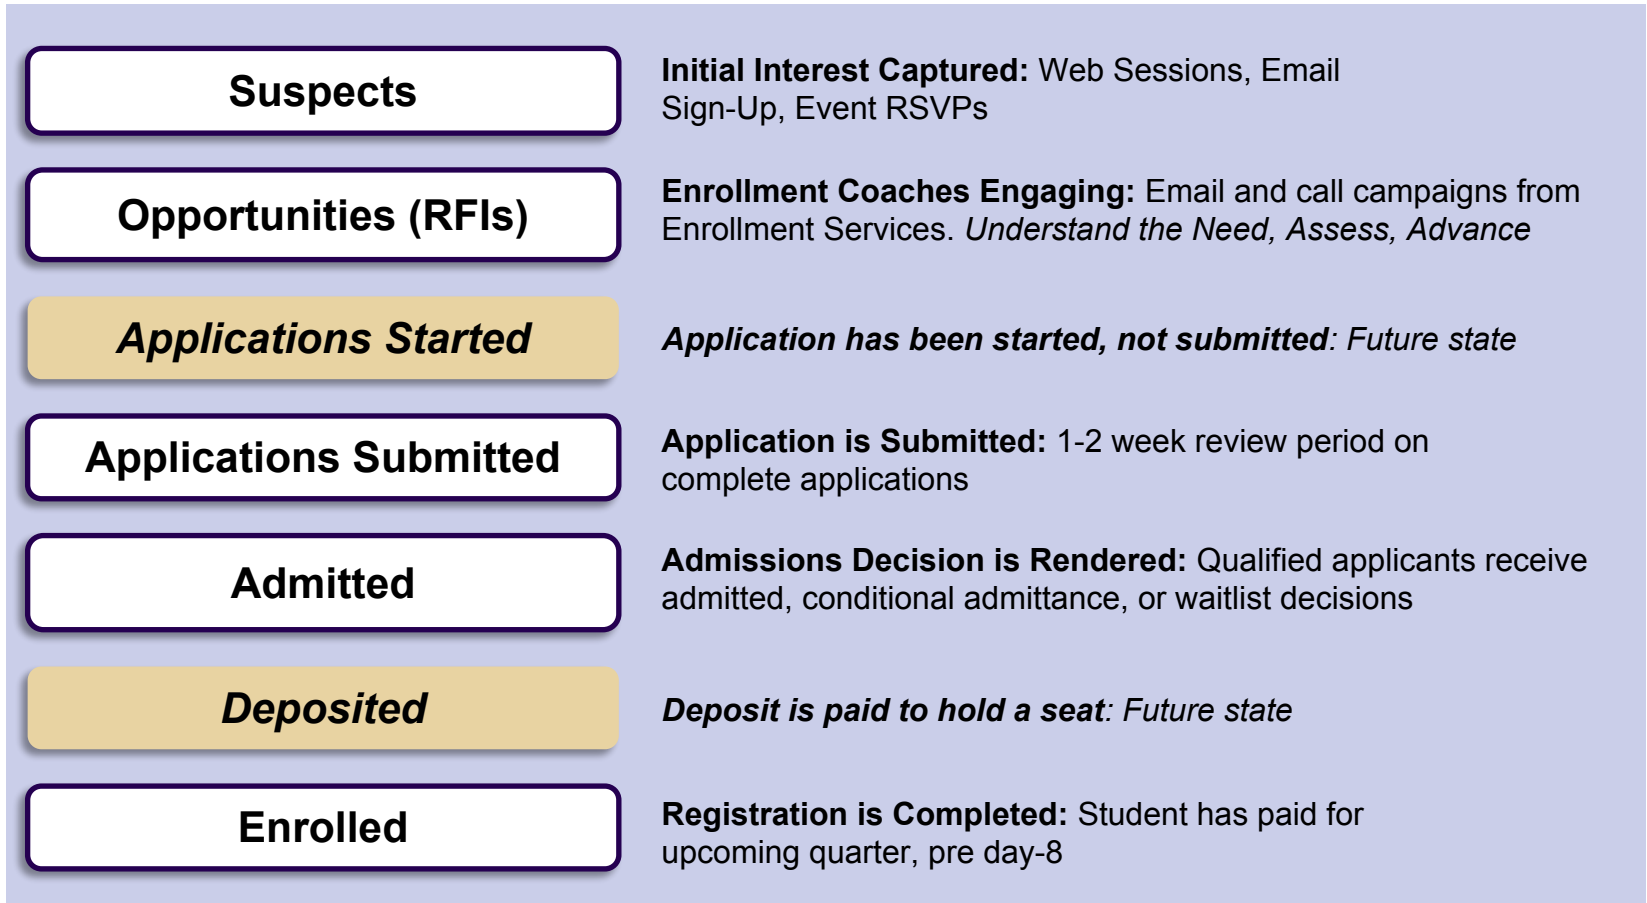 Suspects
Initial Interest Captured: Web Sessions, Email
Sign-Up, Event RSVPs
Opportunities (RFIs)
Enrollment Coaches Engaging: Email and call campaigns from
Enrollment Services. Understand the Need, Assess, Advance
Applications Started
Application has been started, not submitted: Future state
Applications Submitted
Application is Submitted: 1-2 week review period on
complete applications
Admitted
Admissions Decision is Rendered: Qualified applicants receive
admitted, conditional admittance, or waitlist decisions
Deposited
Deposit is paid to hold a seat: Future state
Enrolled
Registration is Completed: Student has paid for
upcoming quarter, pre day-8